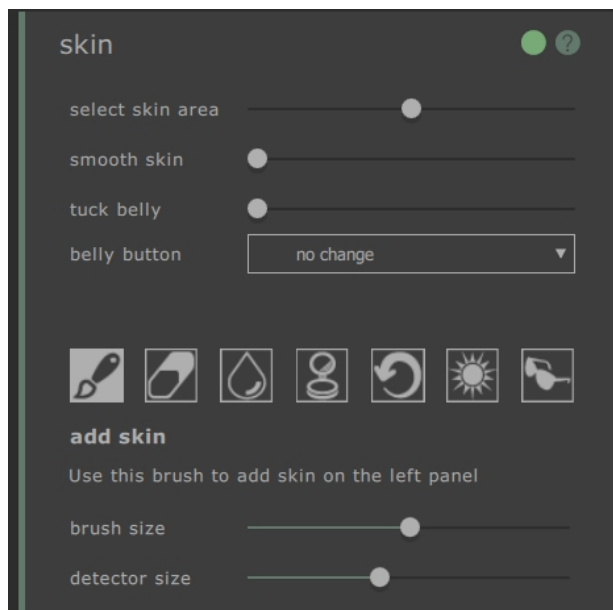 skin
?
select skin area
smooth skin
tuck belly
belly button
no change
add skin
Use this brush to add skin on the left panel
brush size
detector size